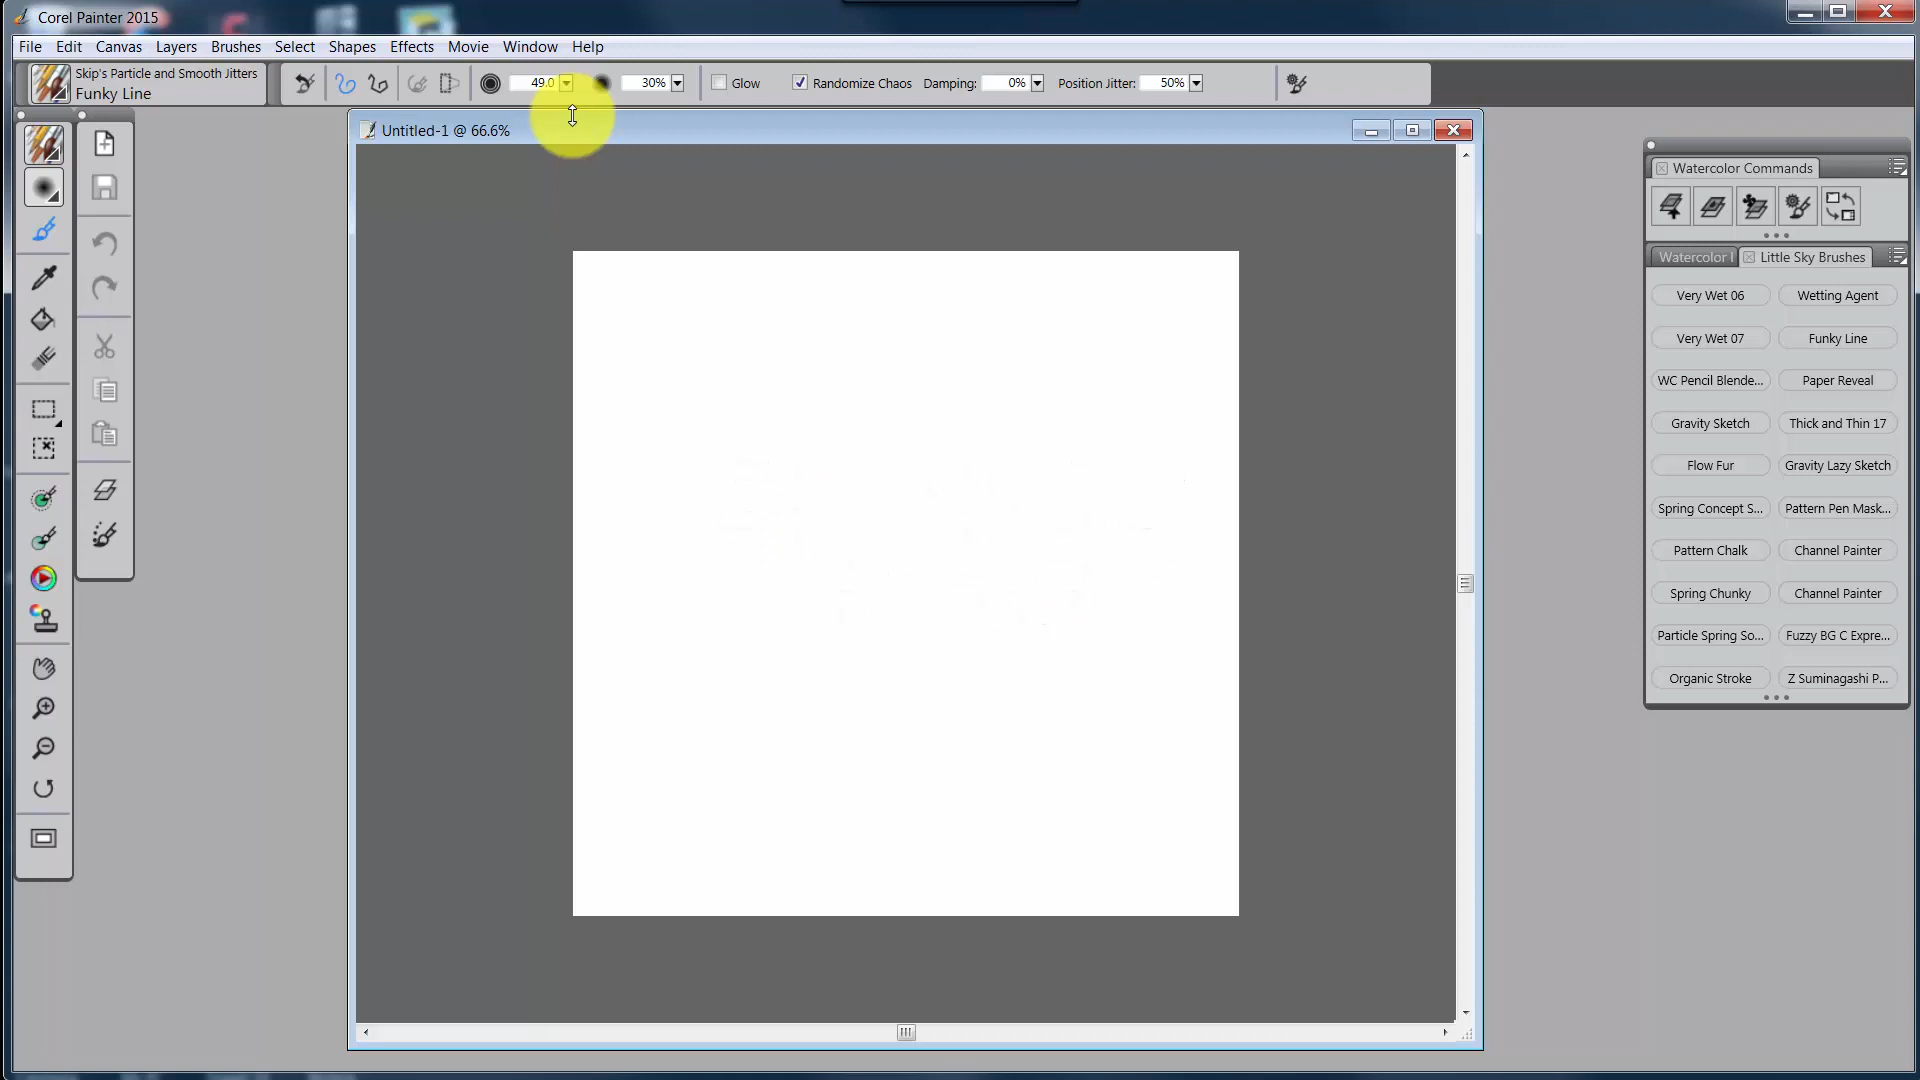 Corel Painter 2015
File Edit Canvas Layers Brushes Select Shapes Effects Movie Window Help
Skip's Particle and Smooth Jitters
Funky Line
49.0 30% Glow Randomize Chaos Damping: 0% Position Jitter: 50%
Untitled-1 @ 66.6%
Watercolor Commands
Watercolor I Little Sky Brushes
Very Wet 06 Wetting Agent
Very Wet 07 Funky Line
WC Pencil Blende... Paper Reveal
Gravity Sketch Thick and Thin 17
Flow Fur Gravity Lazy Sketch
Spring Concept S... Pattern Pen Mask...
Pattern Chalk Channel Painter
Spring Chunky Channel Painter
Particle Spring So... Fuzzy BG C Expre...
Organic Stroke Z Suminagashi P...